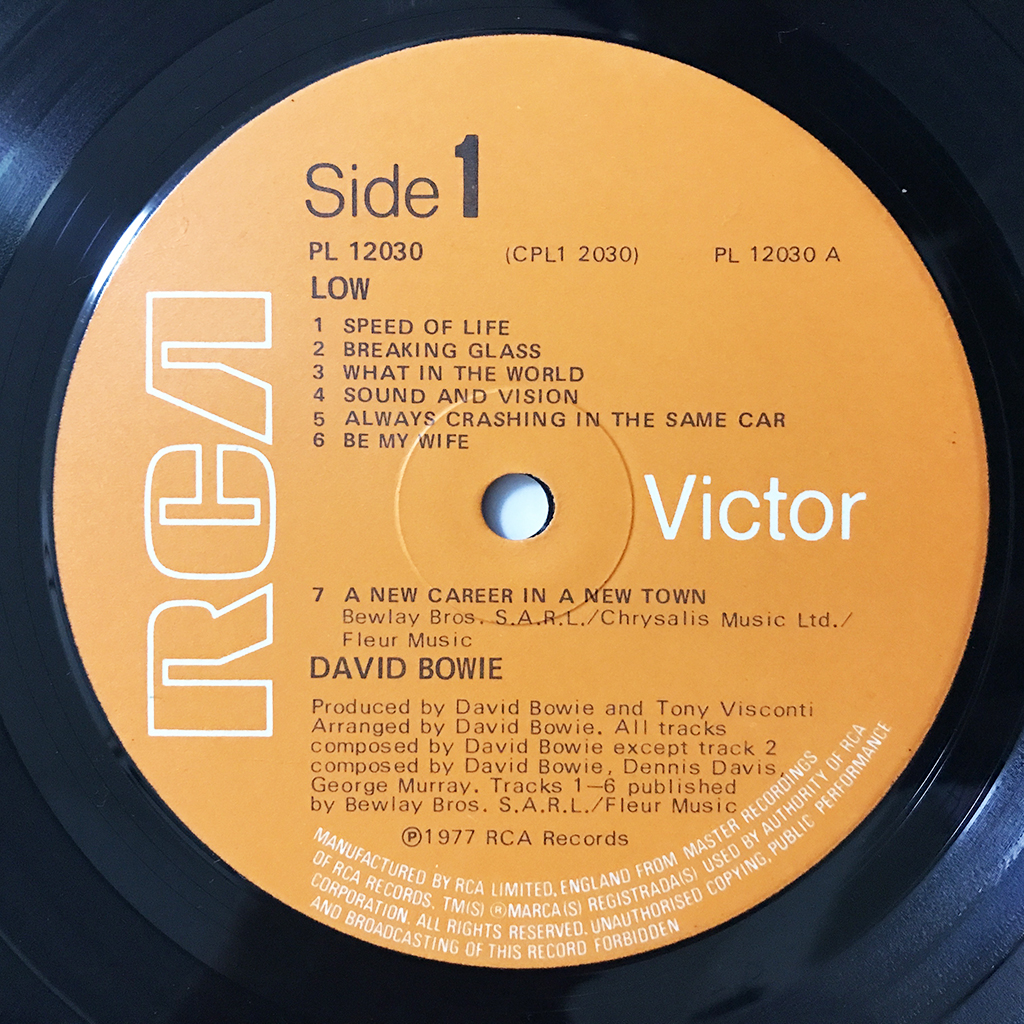 Side 1
PL 12030 (CPL1 2030) PL 12030 A
LOW
1 SPEED OF LIFE
2 BREAKING GLASS
3 WHAT IN THE WORLD
4 SOUND AND VISION
5 ALWAYS CRASHING IN THE SAME CAR
6 BE MY WIFE
RCA
Victor
7 A NEW CAREER IN A NEW TOWN
Bewlay Bros. S.A.R.L./Chrysalis Music Ltd./
Fleur Music
DAVID BOWIE
Produced by David Bowie and Tony Visconti
Arranged by David Bowie. All tracks
composed by David Bowie except track 2
composed by David Bowie, Dennis Davis,
George Murray. Tracks 1–6 published
by Bewlay Bros. S.A.R.L./Fleur Music
℗1977 RCA Records
MANUFACTURED BY RCA LIMITED, ENGLAND FROM MASTER RECORDINGS
OF RCA RECORDS. TM(S) ® MARCA(S) REGISTRADA(S) USED BY AUTHORITY OF RCA
CORPORATION. ALL RIGHTS RESERVED. UNAUTHORISED COPYING, PUBLIC PERFORMANCE
AND BROADCASTING OF THIS RECORD FORBIDDEN